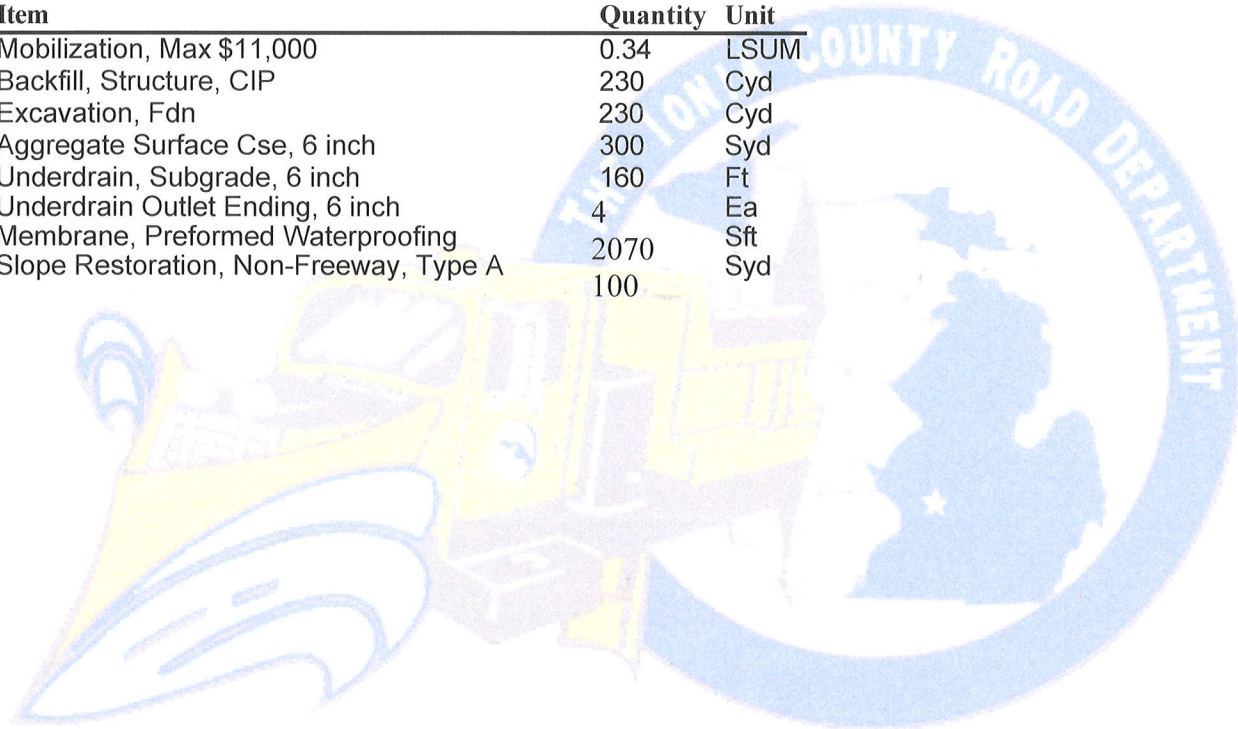 Item Quantity Unit
Mobilization, Max $11,000 0.34 LSUM
Backfill, Structure, CIP 230 Cyd
Excavation, Fdn 230 Cyd
Aggregate Surface Cse, 6 inch 300 Syd
Underdrain, Subgrade, 6 inch 160 Ft
Underdrain Outlet Ending, 6 inch 4 Ea
Membrane, Preformed Waterproofing 2070 Sft
Slope Restoration, Non-Freeway, Type A 100 Syd
THE IONIA COUNTY ROAD DEPARTMENT